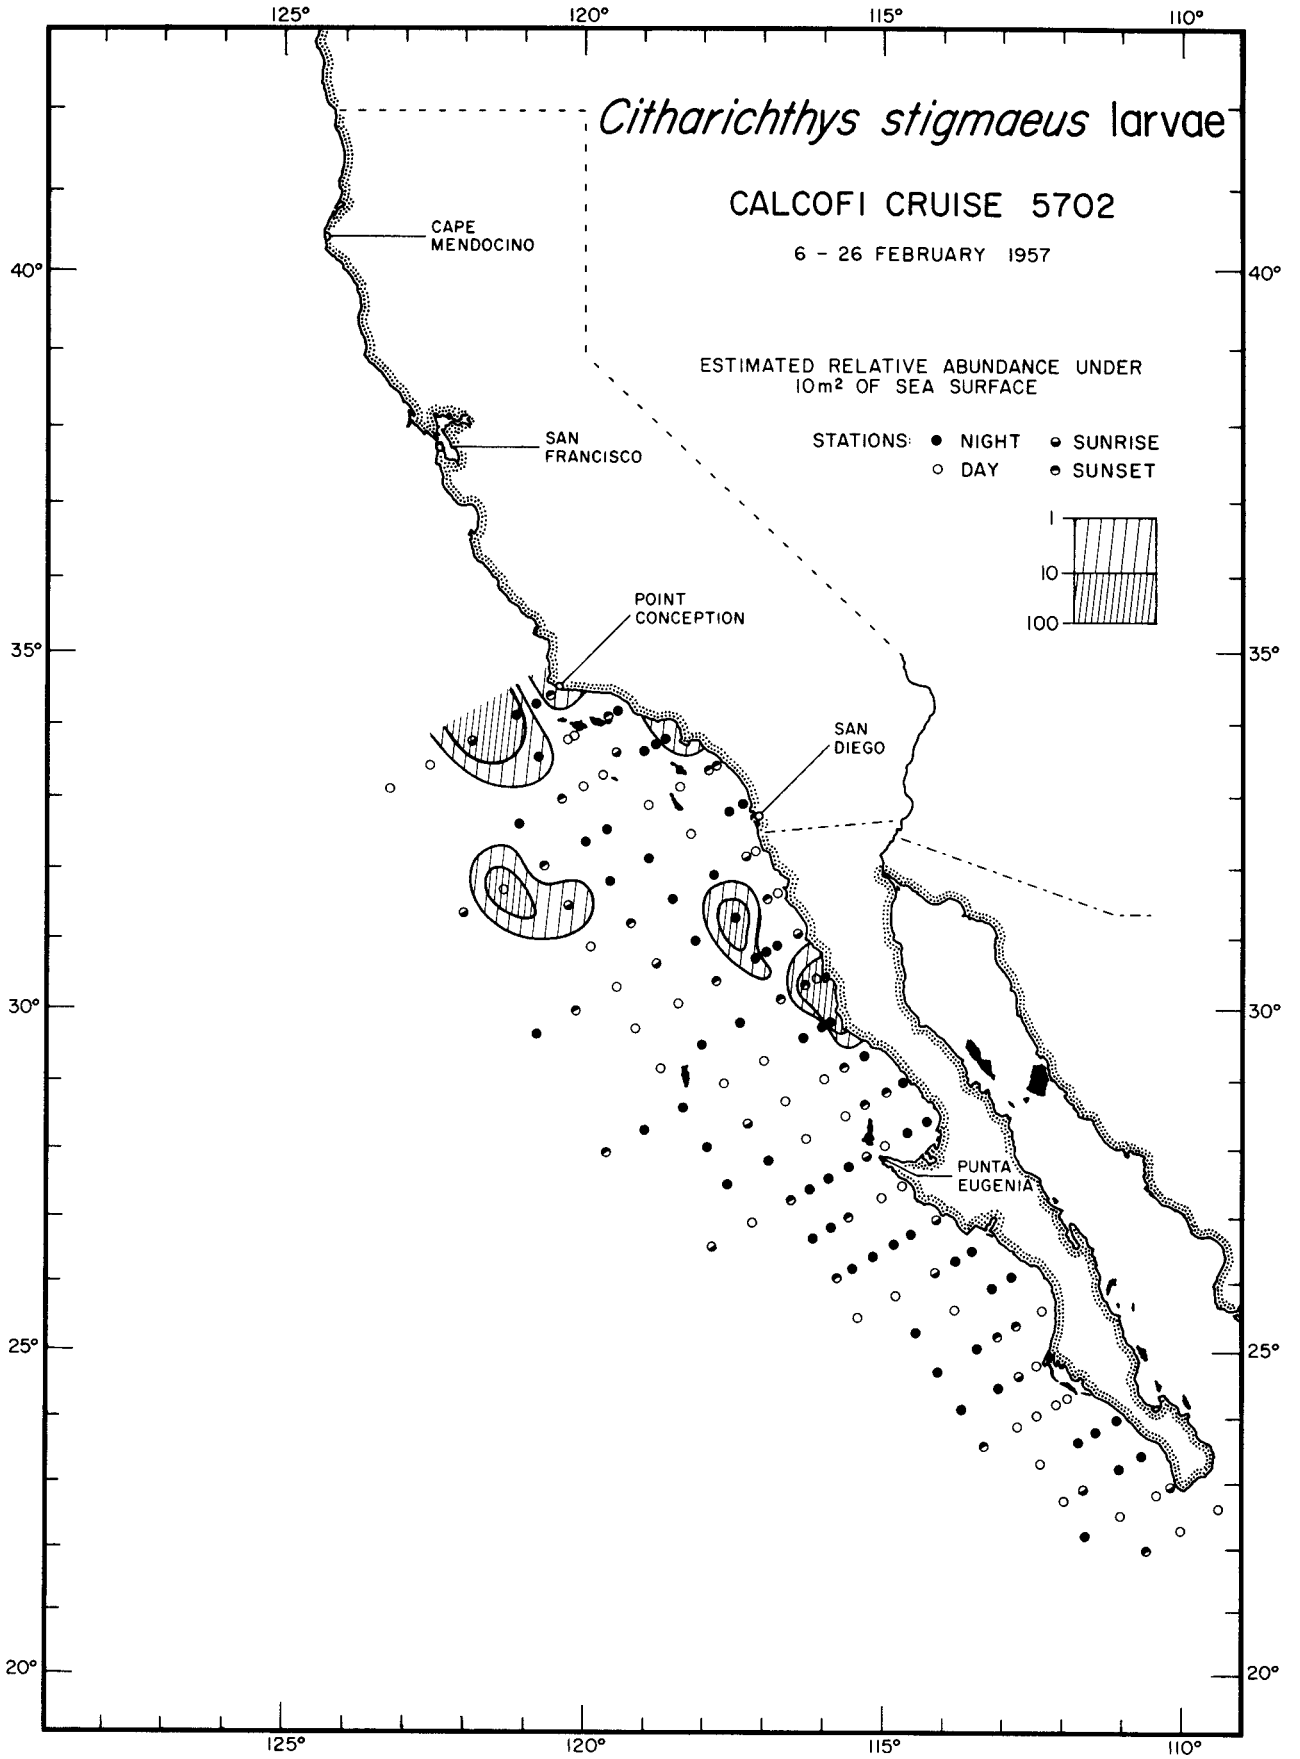 125° 120° 115° 110°
Citharichthys stigmaeus larvae
CALCOFI CRUISE 5702
6 – 26 FEBRUARY 1957
CAPE
MENDOCINO
40° 40°
ESTIMATED RELATIVE ABUNDANCE UNDER
10m² OF SEA SURFACE
STATIONS: ● NIGHT SUNRISE
○ DAY SUNSET
SAN
FRANCISCO
1
10
100
POINT
CONCEPTION
35° 35°
SAN
DIEGO
30° 30°
PUNTA
EUGENIA
25° 25°
20° 20°
125° 120° 115° 110°